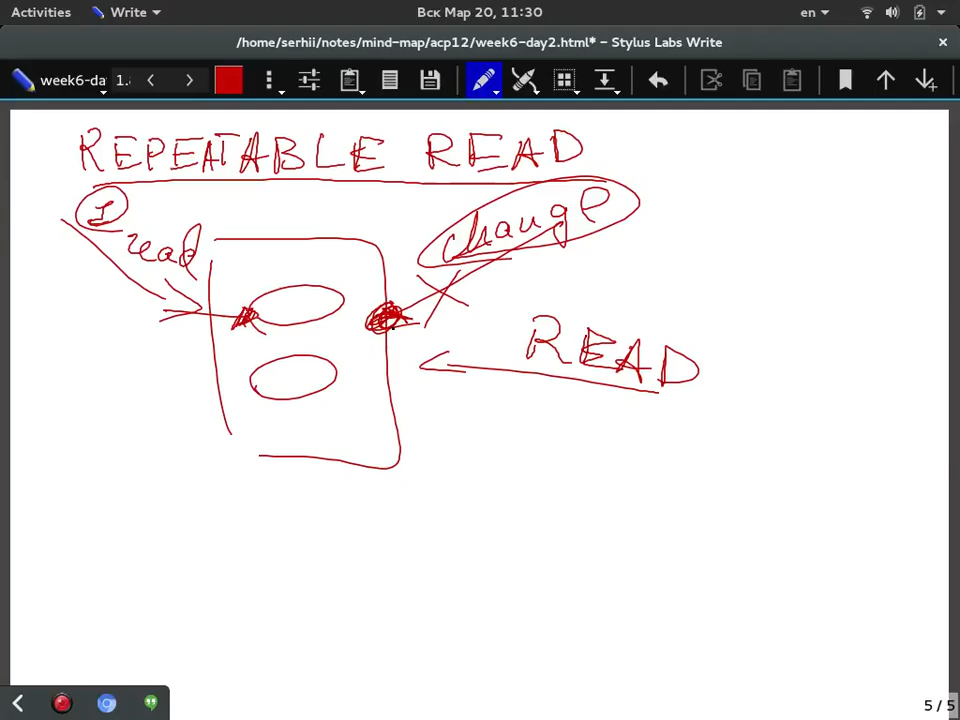 Activities Write Вск Мар 20, 11:30 en
/home/serhii/notes/mind-map/acp12/week6-day2.html* – Stylus Labs Write
week6-da 1.
REPEATABLE READ
1
read
change
READ
5 / 5